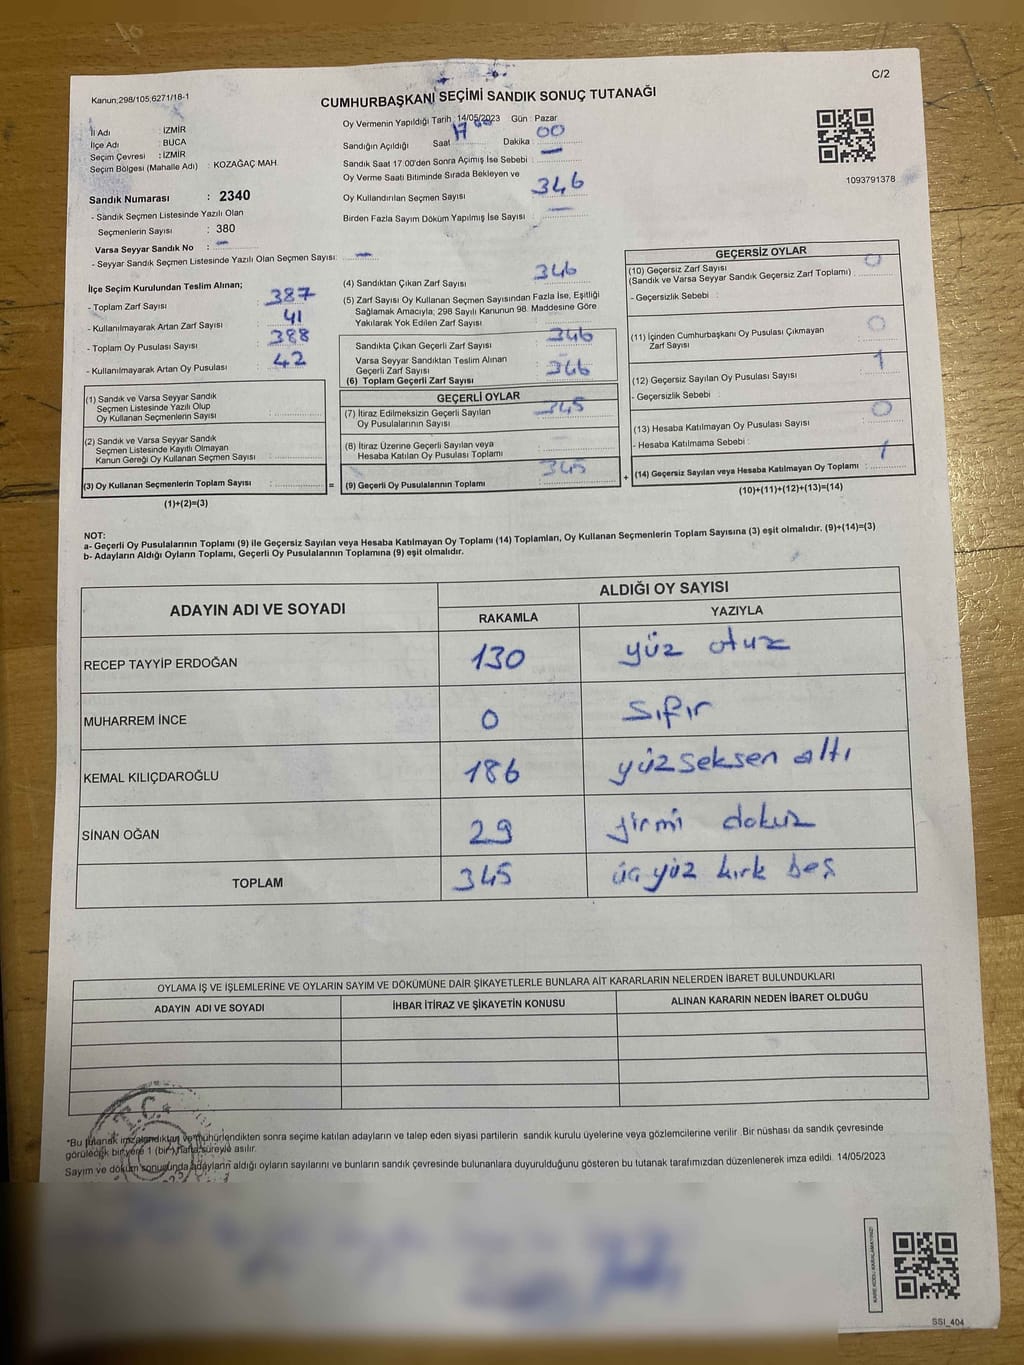 Kanun;298/105;6271/18-1
C/2
CUMHURBAŞKANI SEÇİMİ SANDIK SONUÇ TUTANAĞI
İl Adı : İZMİR
İlçe Adı : BUCA
Seçim Çevresi : İZMİR
Seçim Bölgesi (Mahalle Adı) : KOZAĞAÇ MAH.
Oy Vermenin Yapıldığı Tarih : 14/05/2023 Gün : Pazar
Sandığın Açıldığı Saat 17 Dakika : 00
Sandık Saat 17:00'den Sonra Açımış İse Sebebi : —
Oy Verme Saati Bitiminde Sırada Bekleyen ve
Oy Kullandırılan Seçmen Sayısı : 346
Birden Fazla Sayım Döküm Yapılmış İse Sayısı : —
1093791378
Sandık Numarası : 2340
- Sandık Seçmen Listesinde Yazılı Olan
Seçmenlerin Sayısı : 380
Varsa Seyyar Sandık No : —
- Seyyar Sandık Seçmen Listesinde Yazılı Olan Seçmen Sayısı: —
İlçe Seçim Kurulundan Teslim Alınan;
- Toplam Zarf Sayısı : 387
- Kullanılmayarak Artan Zarf Sayısı : 41
- Toplam Oy Pusulası Sayısı : 388
- Kullanılmayarak Artan Oy Pusulası : 42
(1) Sandık ve Varsa Seyyar Sandık
Seçmen Listesinde Yazılı Olup
Oy Kullanan Seçmenlerin Sayısı :
(2) Sandık ve Varsa Seyyar Sandık
Seçmen Listesinde Kayıtlı Olmayan
Kanun Gereği Oy Kullanan Seçmen Sayısı :
(3) Oy Kullanan Seçmenlerin Toplam Sayısı : =
(1)+(2)=(3)
(4) Sandıktan Çıkan Zarf Sayısı : 346
(5) Zarf Sayısı Oy Kullanan Seçmen Sayısından Fazla İse, Eşitliği
Sağlamak Amacıyla; 298 Sayılı Kanunun 98. Maddesine Göre
Yakılarak Yok Edilen Zarf Sayısı :
Sandıkta Çıkan Geçerli Zarf Sayısı : 346
Varsa Seyyar Sandıktan Teslim Alınan
Geçerli Zarf Sayısı : 346
(6) Toplam Geçerli Zarf Sayısı
GEÇERLİ OYLAR
(7) İtiraz Edilmeksizin Geçerli Sayılan
Oy Pusulalarının Sayısı : 345
(8) İtiraz Üzerine Geçerli Sayılan veya
Hesaba Katılan Oy Pusulası Toplamı : —
(9) Geçerli Oy Pusulalarının Toplamı : 345 +
GEÇERSİZ OYLAR
(10) Geçersiz Zarf Sayısı
(Sandık ve Varsa Seyyar Sandık Geçersiz Zarf Toplamı) : 0
- Geçersizlik Sebebi :
(11) İçinden Cumhurbaşkanı Oy Pusulası Çıkmayan
Zarf Sayısı : 0
(12) Geçersiz Sayılan Oy Pusulası Sayısı : 1
- Geçersizlik Sebebi :
(13) Hesaba Katılmayan Oy Pusulası Sayısı : 0
- Hesaba Katılmama Sebebi :
(14) Geçersiz Sayılan veya Hesaba Katılmayan Oy Toplamı : 1
(10)+(11)+(12)+(13)=(14)
NOT:
a- Geçerli Oy Pusulalarının Toplamı (9) ile Geçersiz Sayılan veya Hesaba Katılmayan Oy Toplamı (14) Toplamları, Oy Kullanan Seçmenlerin Toplam Sayısına (3) eşit olmalıdır. (9)+(14)=(3)
b- Adayların Aldığı Oyların Toplamı, Geçerli Oy Pusulalarının Toplamına (9) eşit olmalıdır.
ADAYIN ADI VE SOYADI ALDIĞI OY SAYISI
RAKAMLA YAZIYLA
RECEP TAYYİP ERDOĞAN 130 yüz otuz
MUHARREM İNCE 0 Sıfır
KEMAL KILIÇDAROĞLU 186 yüzseksen altı
SİNAN OĞAN 29 yirmi dokuz
TOPLAM 345 üçyüz kırk beş
OYLAMA İŞ VE İŞLEMLERİNE VE OYLARIN SAYIM VE DÖKÜMÜNE DAİR ŞİKAYETLERLE BUNLARA AİT KARARLARIN NELERDEN İBARET BULUNDUKLARI
ADAYIN ADI VE SOYADI İHBAR İTİRAZ VE ŞİKAYETİN KONUSU ALINAN KARARIN NEDEN İBARET OLDUĞU
T.C.
*Bu tutanak imzalandıktan ve mühürlendikten sonra seçime katılan adayların ve talep eden siyasi partilerin sandık kurulu üyelerine veya gözlemcilerine verilir. Bir nüshası da sandık çevresinde
görülecek bir yere 1 (bir) hafta süreyle asılır.
Sayım ve döküm sonucunda adayların aldığı oyların sayılarını ve bunların sandık çevresinde bulunanlara duyurulduğunu gösteren bu tutanak tarafımızdan düzenlenerek imza edildi. 14/05/2023
KARE KODU KARALAMAYINIZ!
SSI_404